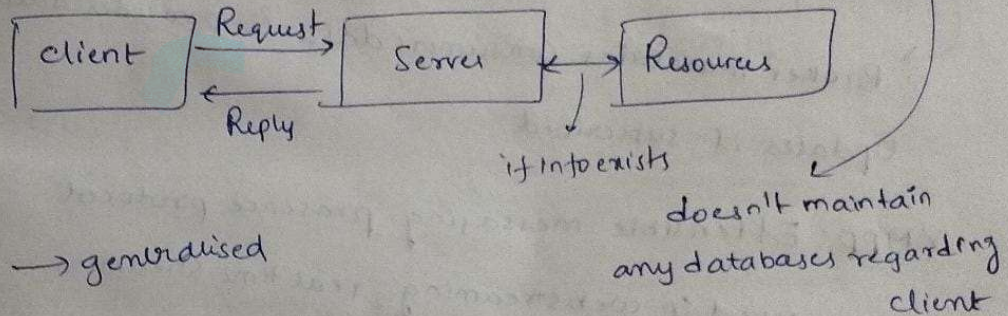 Request
Client
Server
Resources
Reply
if info exists
doesn't maintain
→ generalised
any databases regarding
client